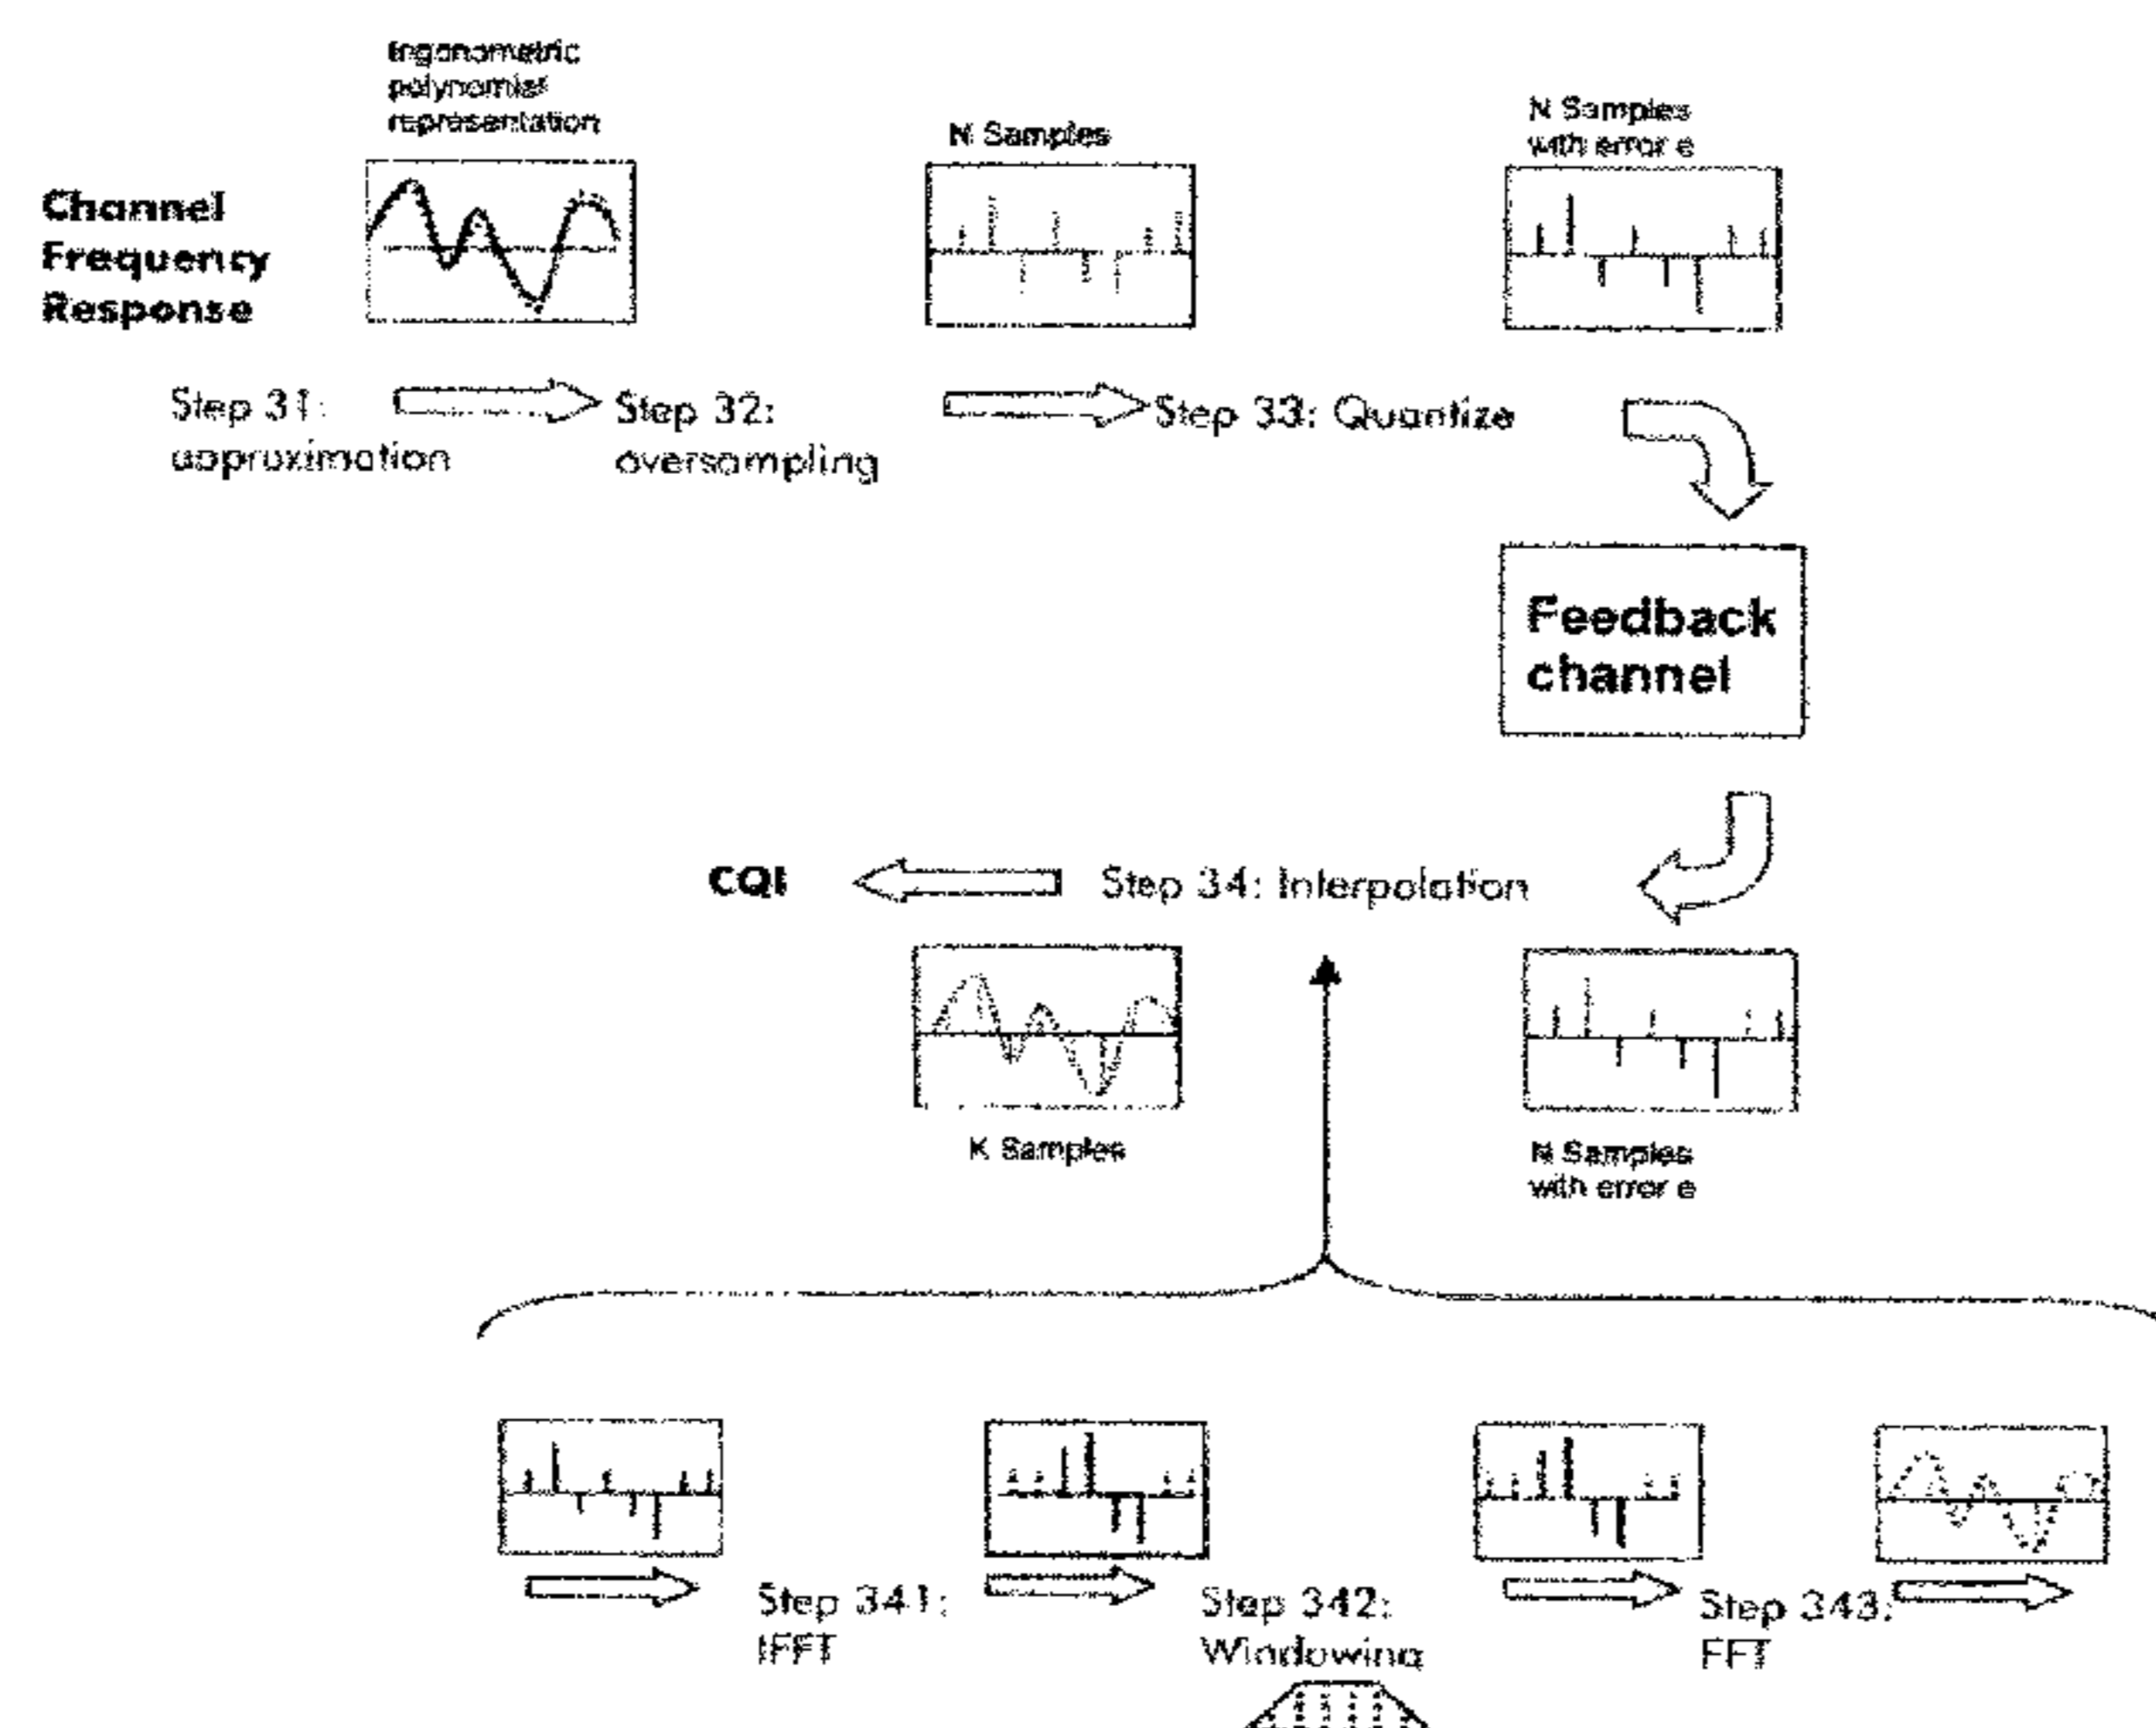 trigonometric
polynomial
representation
N Samples
N Samples
with error e
Channel
Frequency
Response
Step 31:
approximation
Step 32:
oversampling
Step 33: Quantize
Feedback
channel
CQI
Step 34: Interpolation
K Samples
N Samples
with error e
Step 341:
IFFT
Step 342:
Windowing
Step 343:
FFT